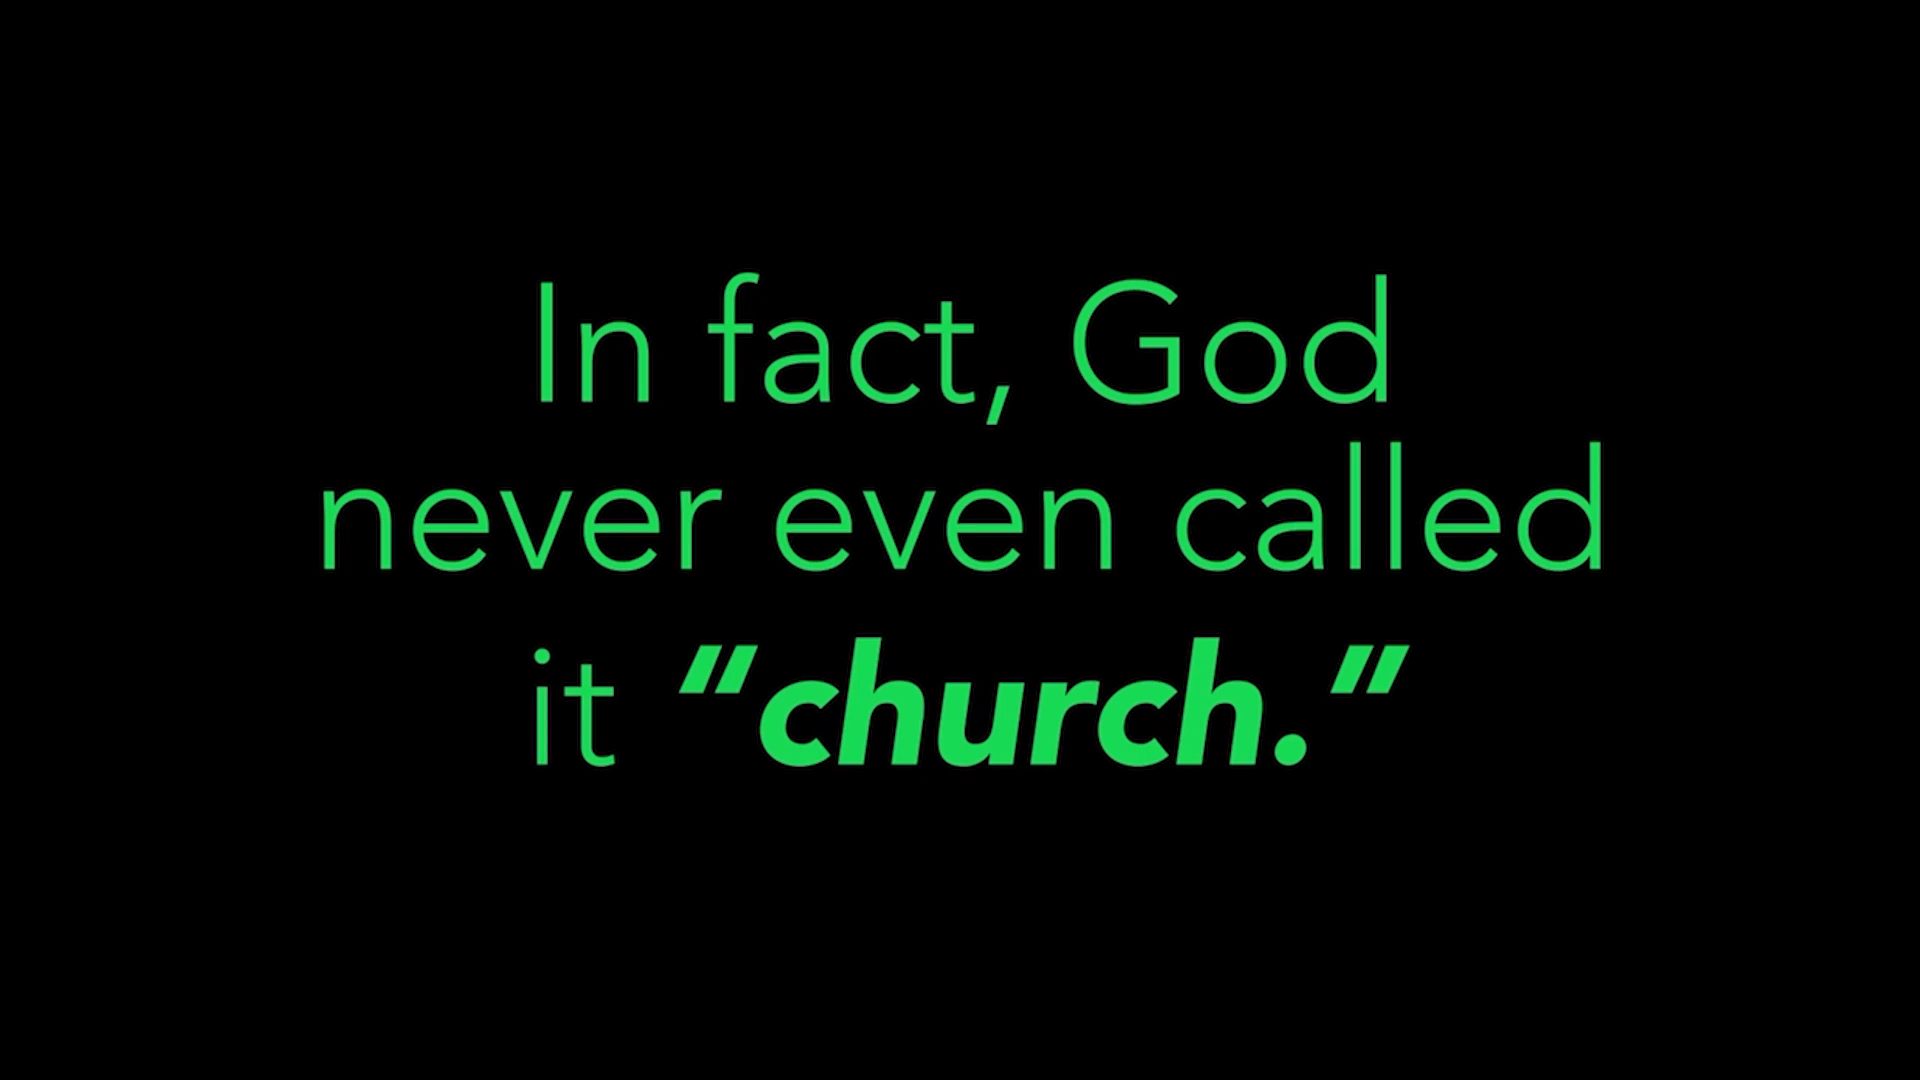 In fact, God
never even called
it “church.”